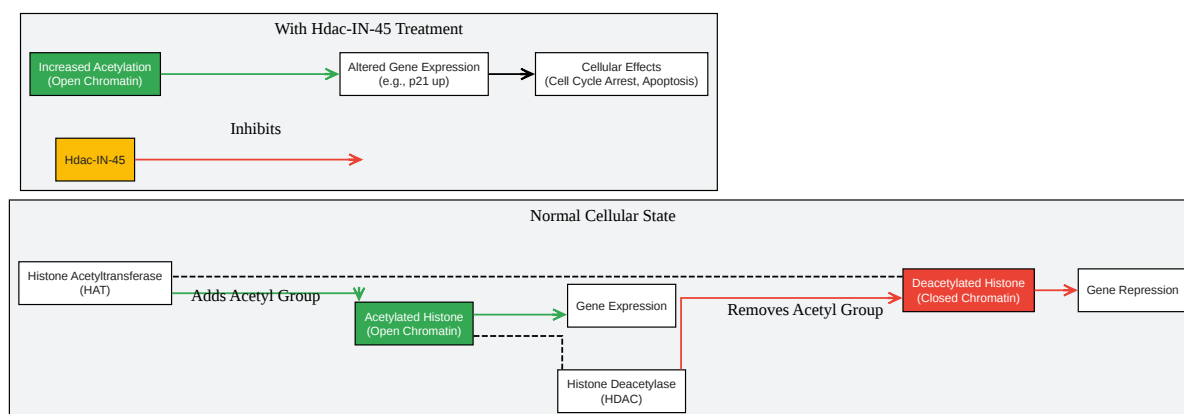 With Hdac-IN-45 Treatment
Increased Acetylation
(Open Chromatin)
Altered Gene Expression
(e.g., p21 up)
Cellular Effects
(Cell Cycle Arrest, Apoptosis)
Inhibits
Hdac-IN-45
Normal Cellular State
Histone Acetyltransferase
(HAT)
Adds Acetyl Group
Acetylated Histone
(Open Chromatin)
Gene Expression
Removes Acetyl Group
Deacetylated Histone
(Closed Chromatin)
Gene Repression
Histone Deacetylase
(HDAC)